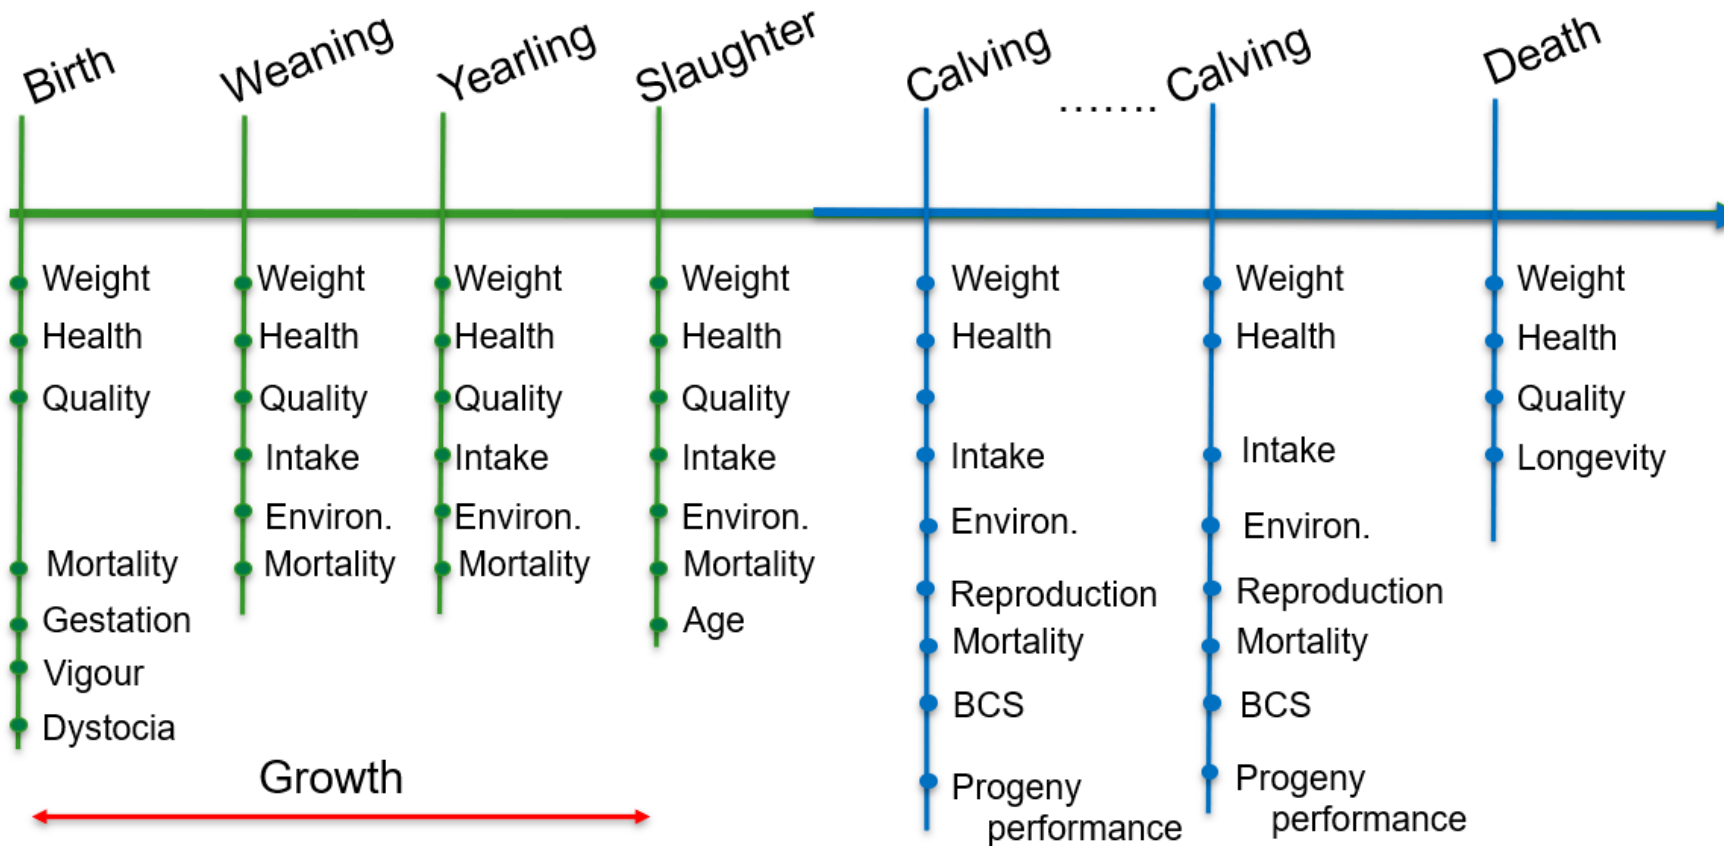 Birth
Weaning
Yearling
Slaughter
Calving
.......
Calving
Death
Weight
Health
Quality
Mortality
Gestation
Vigour
Dystocia
Weight
Health
Quality
Intake
Environ.
Mortality
Weight
Health
Quality
Intake
Environ.
Mortality
Weight
Health
Quality
Intake
Environ.
Mortality
Age
Weight
Health
Intake
Environ.
Reproduction
Mortality
BCS
Progeny
performance
Weight
Health
Intake
Environ.
Reproduction
Mortality
BCS
Progeny
performance
Weight
Health
Quality
Longevity
Growth